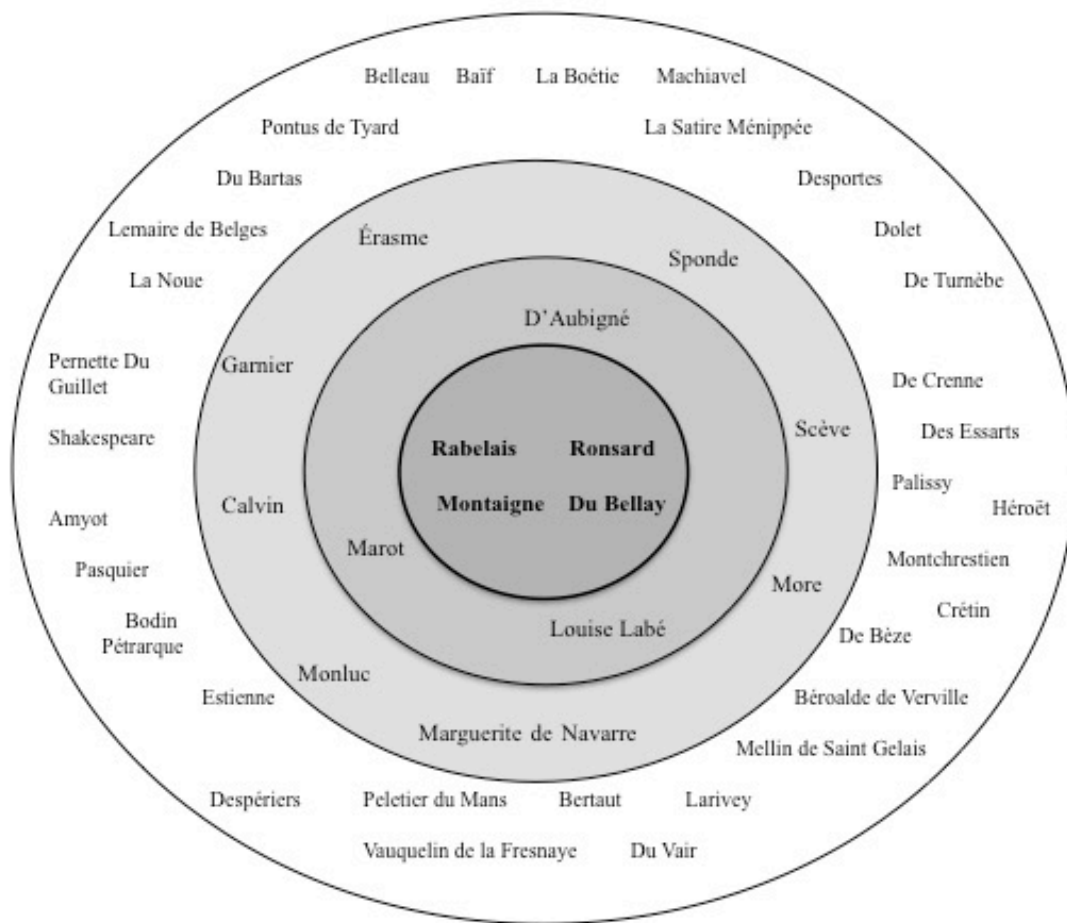 Belleau Baïf La Boétie Machiavel
Pontus de Tyard La Satire Ménippée
Du Bartas Desportes
Lemaire de Belges Érasme Dolet
Sponde
La Noue De Turnèbe
D'Aubigné
Pernette Du
Guillet
Garnier De Crenne
Shakespeare Scève Des Essarts
Rabelais Ronsard
Palissy
Calvin Montaigne Du Bellay Héroët
Amyot
Marot
Pasquier Montchrestien
More
Crétin
Bodin
Louise Labé De Bèze
Pétrarque
Monluc
Estienne Béroalde de Verville
Marguerite de Navarre
Mellin de Saint Gelais
Despériers Peletier du Mans Bertaut Larivey
Vauquelin de la Fresnaye Du Vair